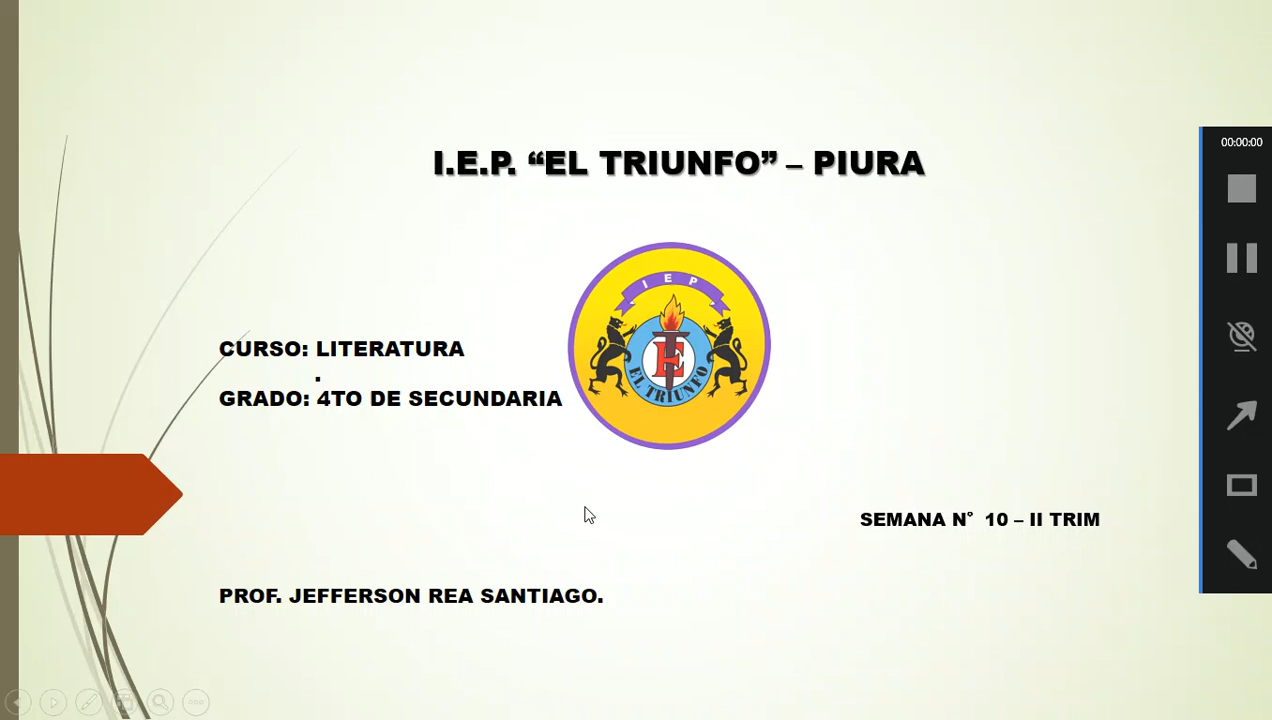 I.E.P. “EL TRIUNFO” – PIURA
00:00:00
I E P
E
EL TRIUNFO
CURSO: LITERATURA
.
GRADO: 4TO DE SECUNDARIA
SEMANA N° 10 – II TRIM
PROF. JEFFERSON REA SANTIAGO.